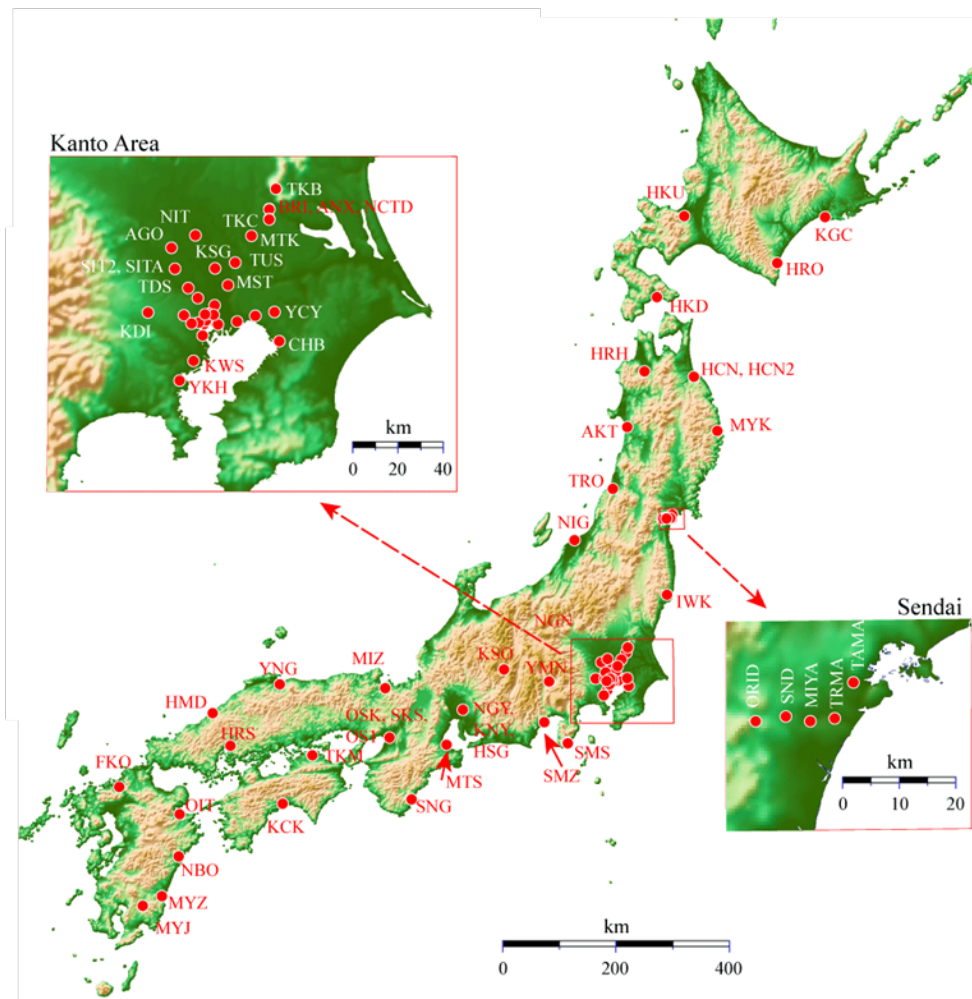 Kanto Area
TKB
BRI, ANX, NCTD
TKC
NIT
MTK
AGO
KSG
TUS
SIT2, SITA
MST
TDS
YCY
KDI
CHB
KWS
YKH
km
0 20 40
HKU
KGC
HRO
HKD
HRH
HCN, HCN2
AKT
MYK
TRO
NIG
IWK
NGN
KSO
YMN
MIZ
YNG
HMD
NGY,
OSK, SKS,
OST
KNY,
HSG
HRS
TKM
SMS
FKO
MTS
SMZ
SNG
OIT
KCK
NBO
MYZ
MYJ
km
0 200 400
Sendai
ORID
SND
MIYA
TRMA
TAMA
km
0 10 20